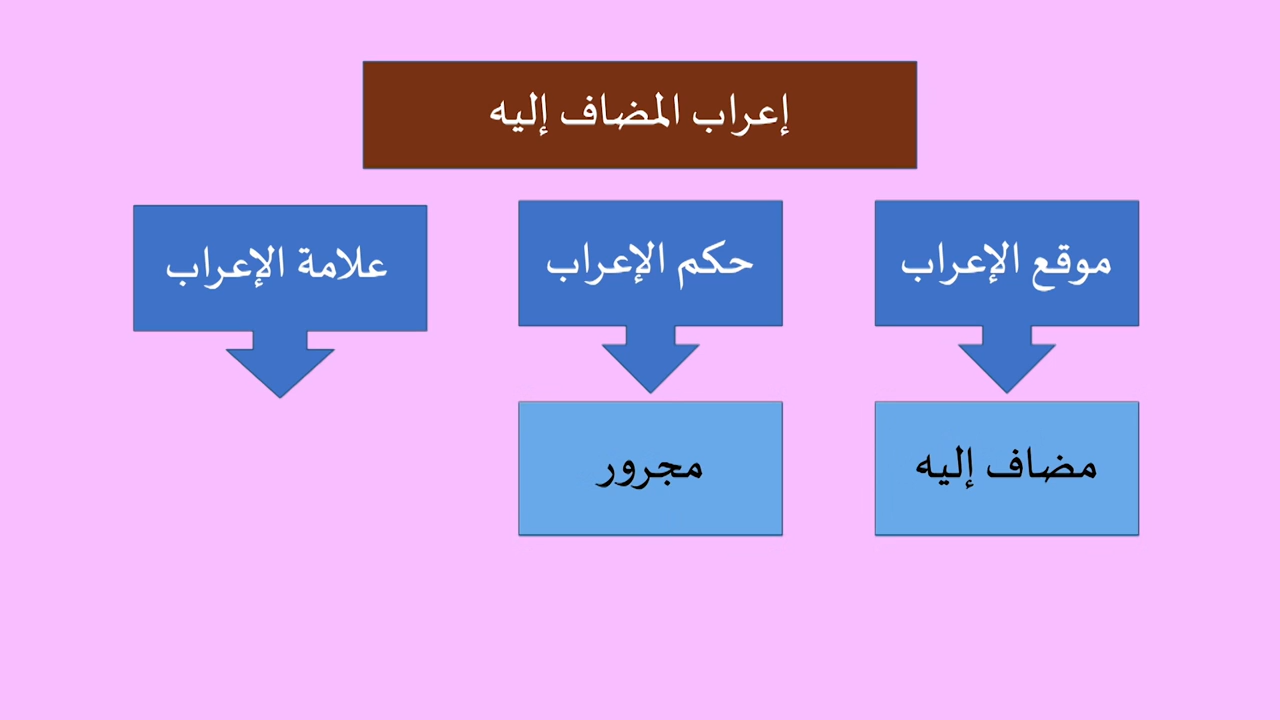 إعراب المضاف إليه
موقع الإعراب
حكم الإعراب
علامة الإعراب
مضاف إليه
مجرور